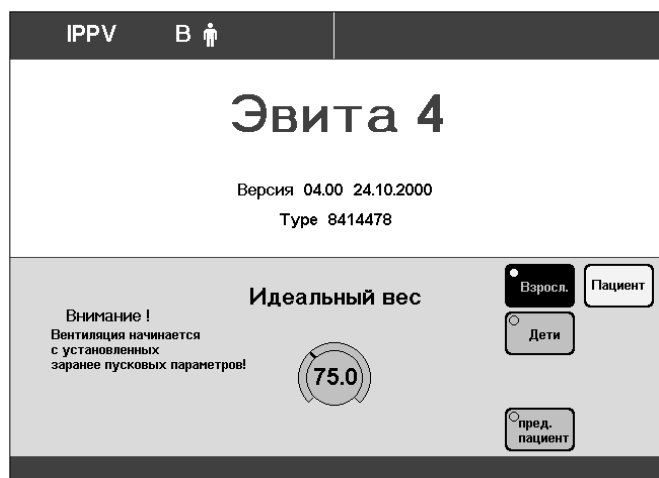 IPPV В
Эвита 4
Версия 04.00 24.10.2000
Type 8414478
Идеальный вес
Внимание !
Вентиляция начинается
с установленных
заранее пусковых параметров!
75.0
Взросл.
Пациент
Дети
пред.
пациент